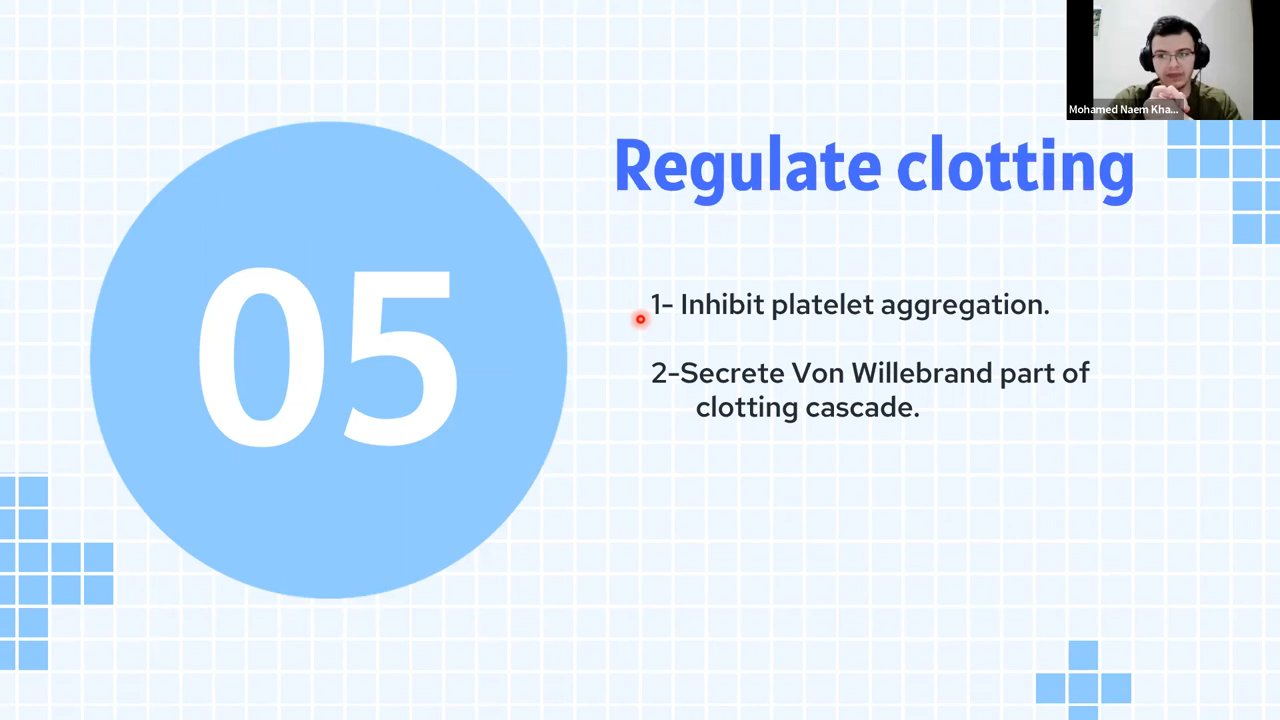 Mohamed Naem Kha...
Regulate clotting
05
1- Inhibit platelet aggregation.
2-Secrete Von Willebrand part of
clotting cascade.